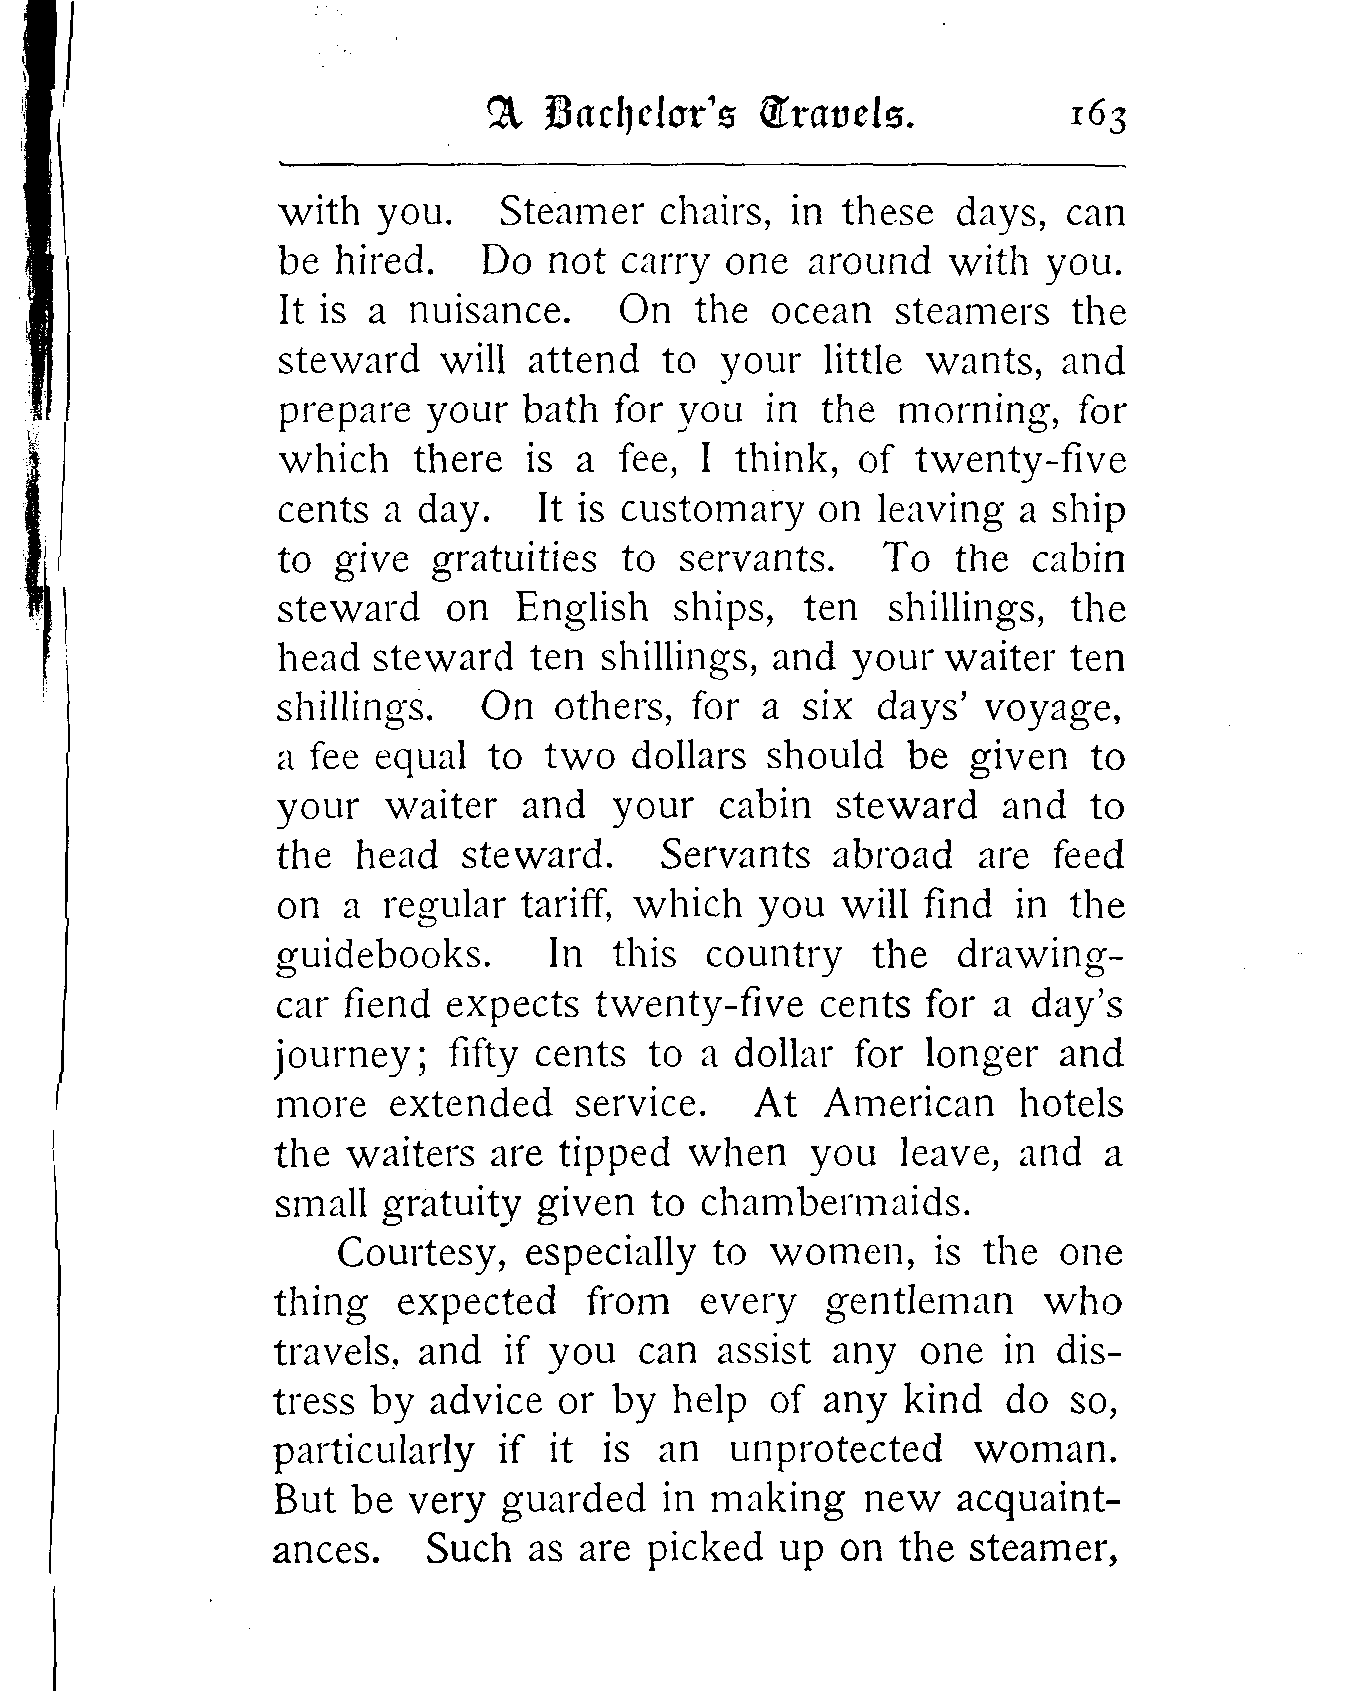 A Bachelor's Travels. 163
with you. Steamer chairs, in these days, can
be hired. Do not carry one around with you.
It is a nuisance. On the ocean steamers the
steward will attend to your little wants, and
prepare your bath for you in the morning, for
which there is a fee, I think, of twenty-five
cents a day. It is customary on leaving a ship
to give gratuities to servants. To the cabin
steward on English ships, ten shillings, the
head steward ten shillings, and your waiter ten
shillings. On others, for a six days' voyage,
a fee equal to two dollars should be given to
your waiter and your cabin steward and to
the head steward. Servants abroad are feed
on a regular tariff, which you will find in the
guidebooks. In this country the drawing-
car fiend expects twenty-five cents for a day's
journey; fifty cents to a dollar for longer and
more extended service. At American hotels
the waiters are tipped when you leave, and a
small gratuity given to chambermaids.
Courtesy, especially to women, is the one
thing expected from every gentleman who
travels, and if you can assist any one in dis-
tress by advice or by help of any kind do so,
particularly if it is an unprotected woman.
But be very guarded in making new acquaint-
ances. Such as are picked up on the steamer,